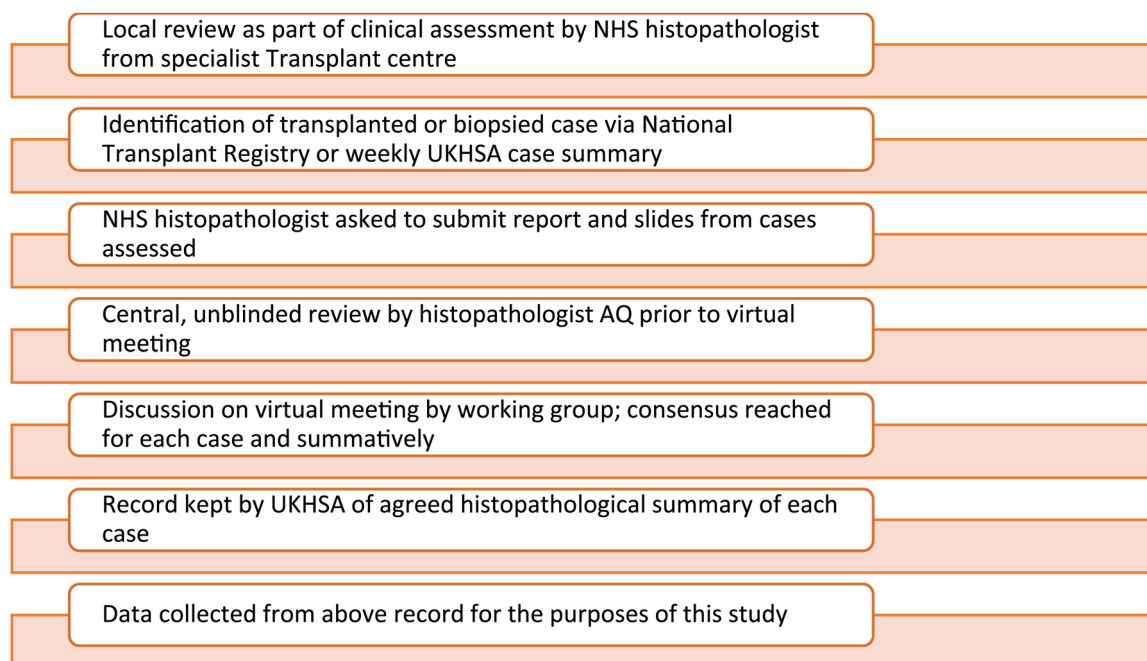 Local review as part of clinical assessment by NHS histopathologist
from specialist Transplant centre
Identification of transplanted or biopsied case via National
Transplant Registry or weekly UKHSA case summary
NHS histopathologist asked to submit report and slides from cases
assessed
Central, unblinded review by histopathologist AQ prior to virtual
meeting
Discussion on virtual meeting by working group; consensus reached
for each case and summatively
Record kept by UKHSA of agreed histopathological summary of each
case
Data collected from above record for the purposes of this study